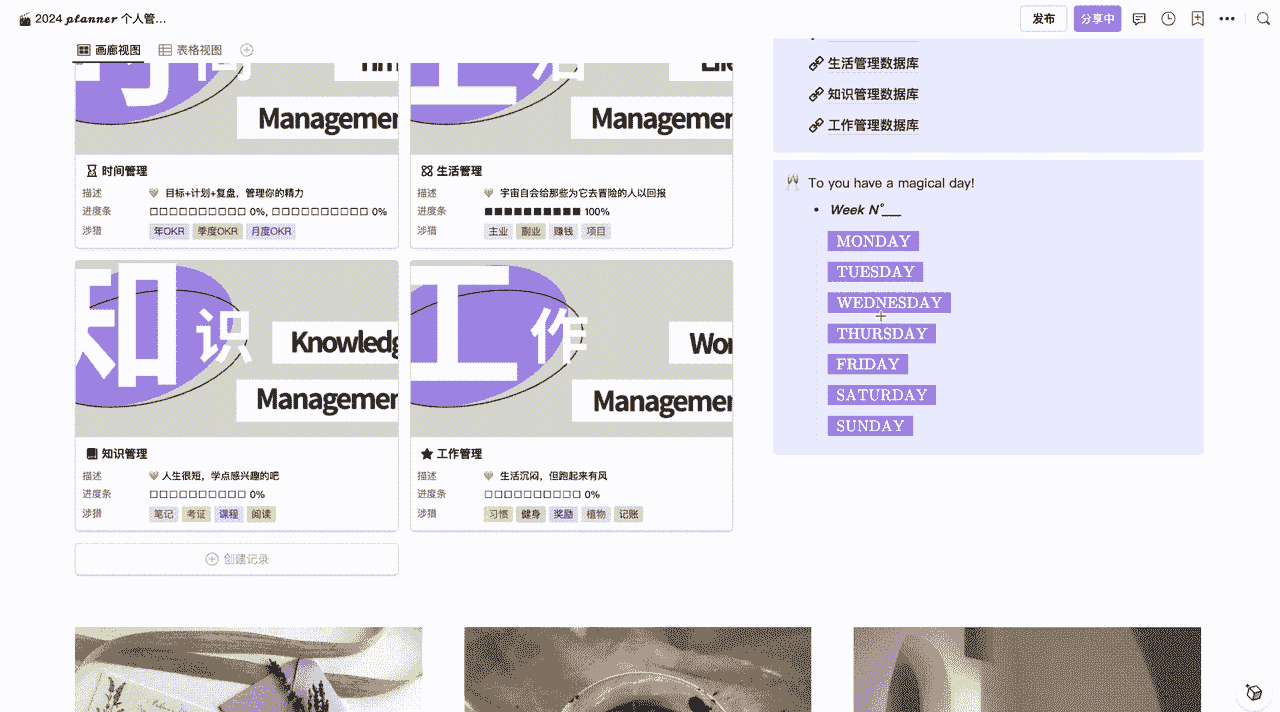 2024 planner 个人管...
发布
分享中
画廊视图
表格视图
Management
时间管理
描述 目标+计划+复盘，管理你的精力
进度条 □□□□□□□□□□ 0%, □□□□□□□□□□ 0%
涉猎 年OKR 季度OKR 月度OKR
Managemen
生活管理
描述 宇宙自会给那些为它去冒险的人以回报
进度条 ■■■■■■■■■■ 100%
涉猎 主业 副业 赚钱 项目
知识
Knowledg
Managemen
知识管理
描述 人生很短，学点感兴趣的吧
进度条 □□□□□□□□□□ 0%
涉猎 笔记 考证 课程 阅读
工作
Wor
Managemen
工作管理
描述 生活沉闷，但跑起来有风
进度条 □□□□□□□□□□ 0%
涉猎 习惯 健身 奖励 植物 记账
创建记录
生活管理数据库
知识管理数据库
工作管理数据库
To you have a magical day!
Week N°___
MONDAY
TUESDAY
WEDNESDAY
THURSDAY
FRIDAY
SATURDAY
SUNDAY